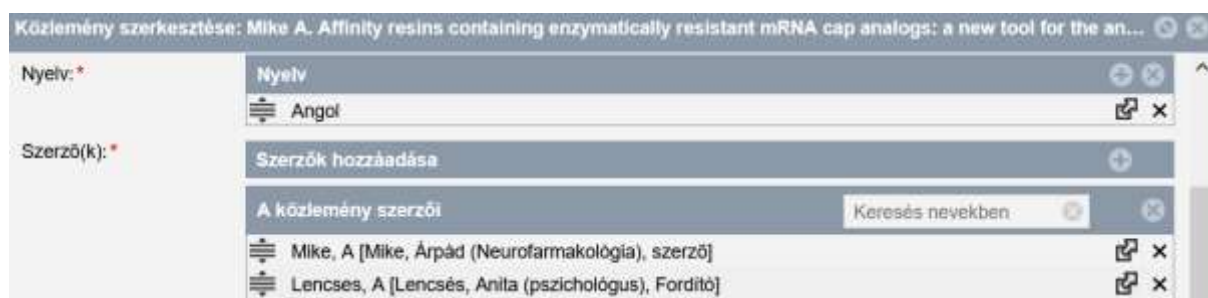 Közlemény szerkesztése: Mike A. Affinity resins containing enzymatically resistant mRNA cap analogs: a new tool for the an...
Nyelv:* Nyelv
Angol
Szerző(k):* Szerzők hozzáadása
A közlemény szerzői Keresés nevekben
Mike, A [Mike, Árpád (Neurofarmakológia), szerző]
Lencses, A [Lencsés, Anita (pszichológus), Fordító]